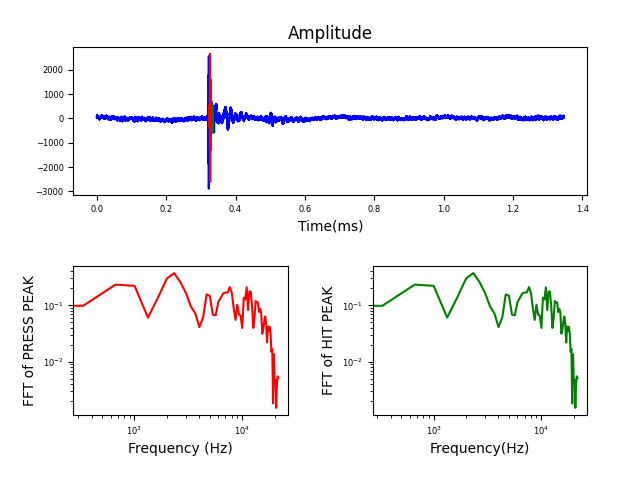 Amplitude
2000
1000
0
−1000
−2000
−3000
0.0 0.2 0.4 0.6 0.8 1.0 1.2 1.4
Time(ms)
FFT of PRESS PEAK
10⁻¹
10⁻²
10³ 10⁴
Frequency (Hz)
FFT of HIT PEAK
10⁻¹
10⁻²
10³ 10⁴
Frequency(Hz)